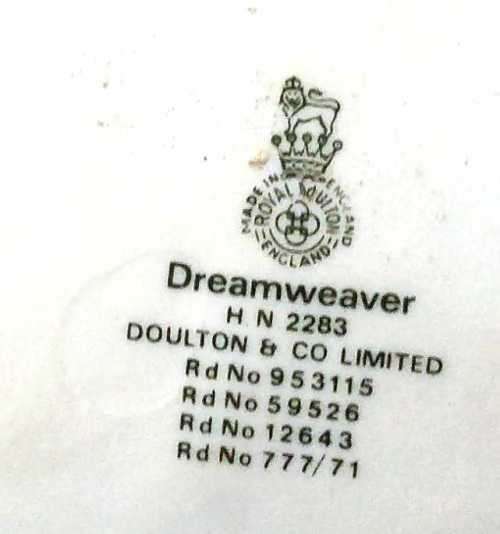 MADE IN ENGLAND
ROYAL DOULTON
ENGLAND
Dreamweaver
H N 2283
DOULTON & CO LIMITED
Rd No 953115
Rd No 59526
Rd No 12643
Rd No 777/71